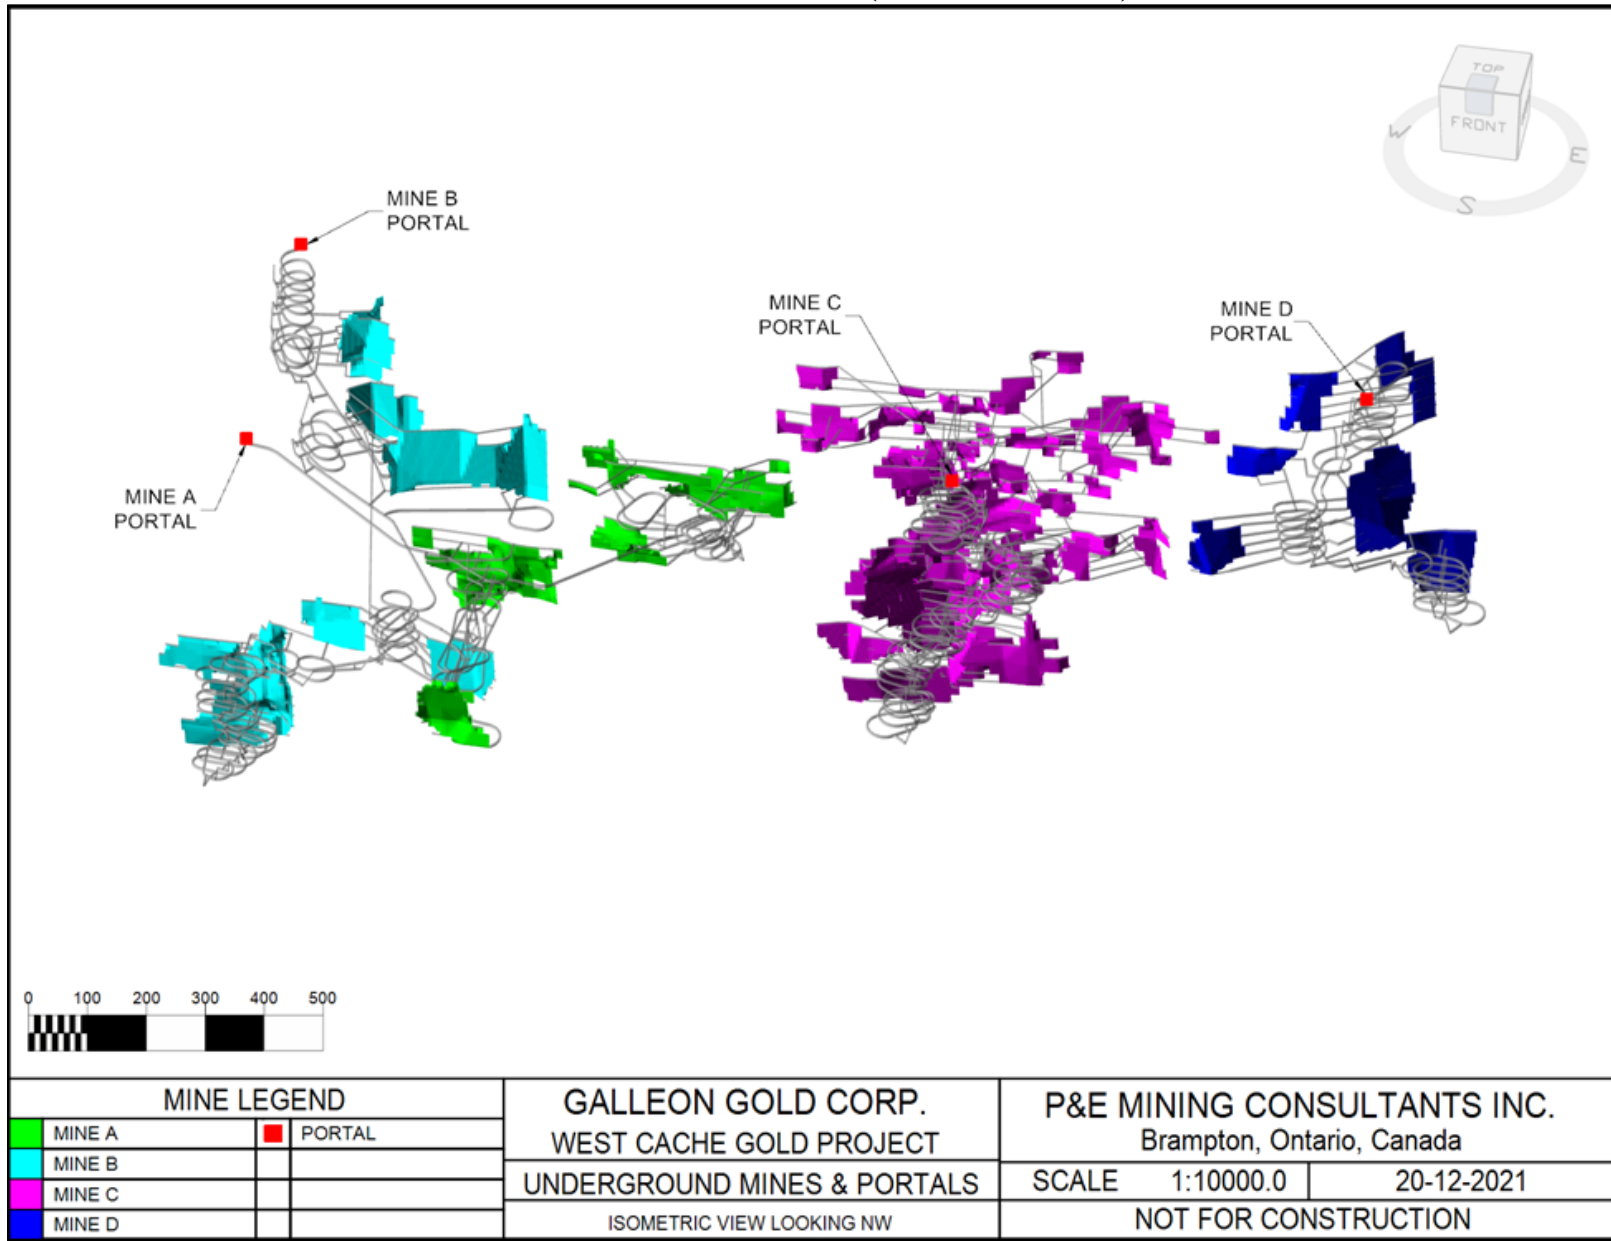 TOP
FRONT
W
E
S
MINE B
PORTAL
MINE C
PORTAL
MINE D
PORTAL
MINE A
PORTAL
0 100 200 300 400 500
MINE LEGEND
MINE A
PORTAL
MINE B
MINE C
MINE D
GALLEON GOLD CORP.
WEST CACHE GOLD PROJECT
UNDERGROUND MINES & PORTALS
ISOMETRIC VIEW LOOKING NW
P&E MINING CONSULTANTS INC.
Brampton, Ontario, Canada
SCALE 1:10000.0 20-12-2021
NOT FOR CONSTRUCTION